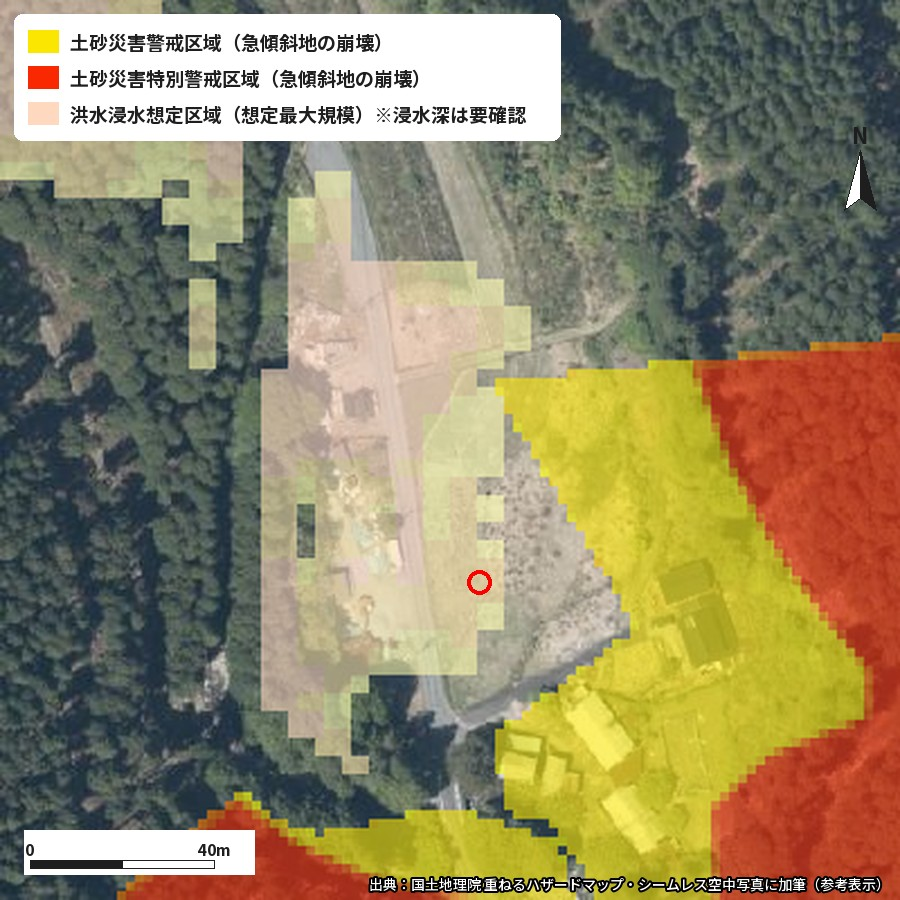 土砂災害警戒区域（急傾斜地の崩壊）
土砂災害特別警戒区域（急傾斜地の崩壊）
洪水浸水想定区域（想定最大規模）※浸水深は要確認
N
0 40m
出典：国土地理院重ねるハザードマップ・シームレス空中写真に加筆（参考表示）